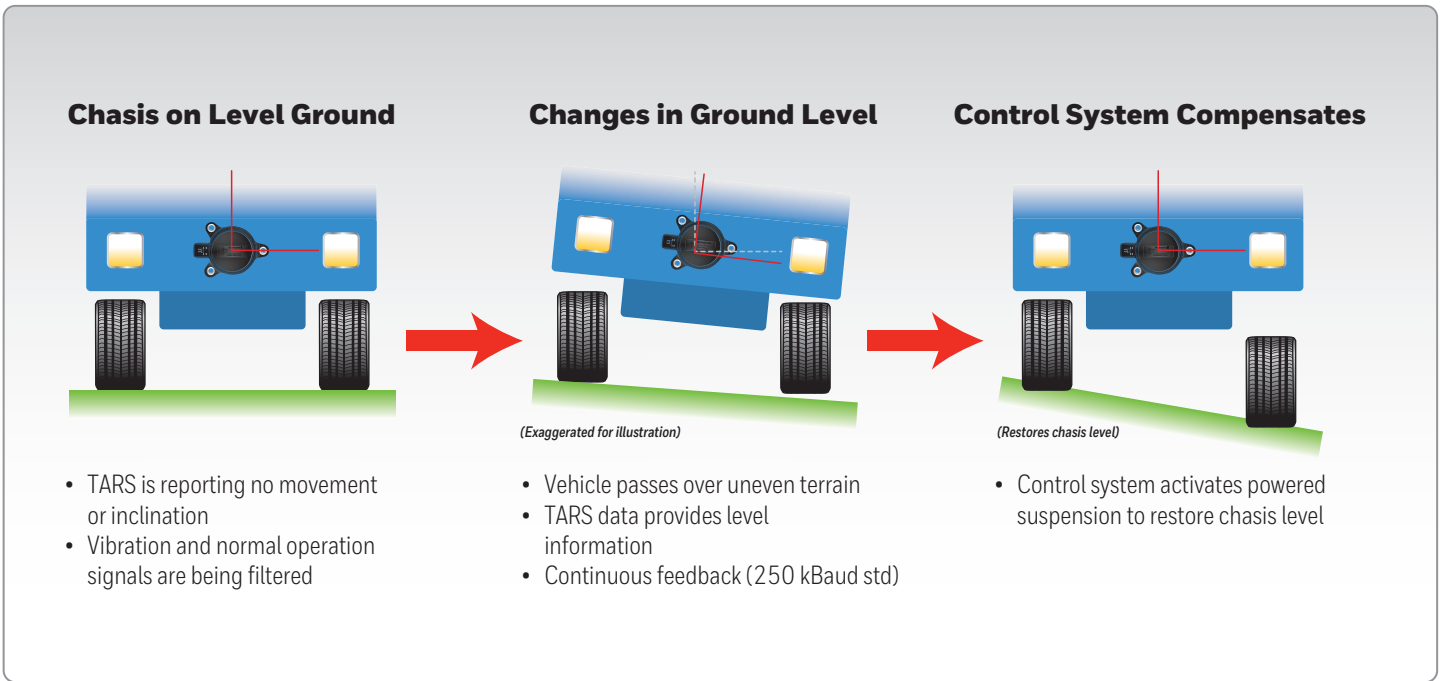 Chasis on Level Ground
• TARS is reporting no movement
or inclination
• Vibration and normal operation
signals are being filtered
Changes in Ground Level
(Exaggerated for illustration)
• Vehicle passes over uneven terrain
• TARS data provides level
information
• Continuous feedback (250 kBaud std)
Control System Compensates
(Restores chasis level)
• Control system activates powered
suspension to restore chasis level